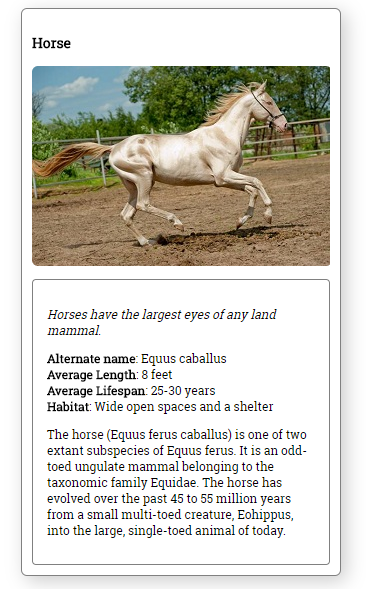 Horse
Horses have the largest eyes of any land
mammal.
Alternate name: Equus caballus
Average Length: 8 feet
Average Lifespan: 25-30 years
Habitat: Wide open spaces and a shelter
The horse (Equus ferus caballus) is one of two
extant subspecies of Equus ferus. It is an odd-
toed ungulate mammal belonging to the
taxonomic family Equidae. The horse has
evolved over the past 45 to 55 million years
from a small multi-toed creature, Eohippus,
into the large, single-toed animal of today.